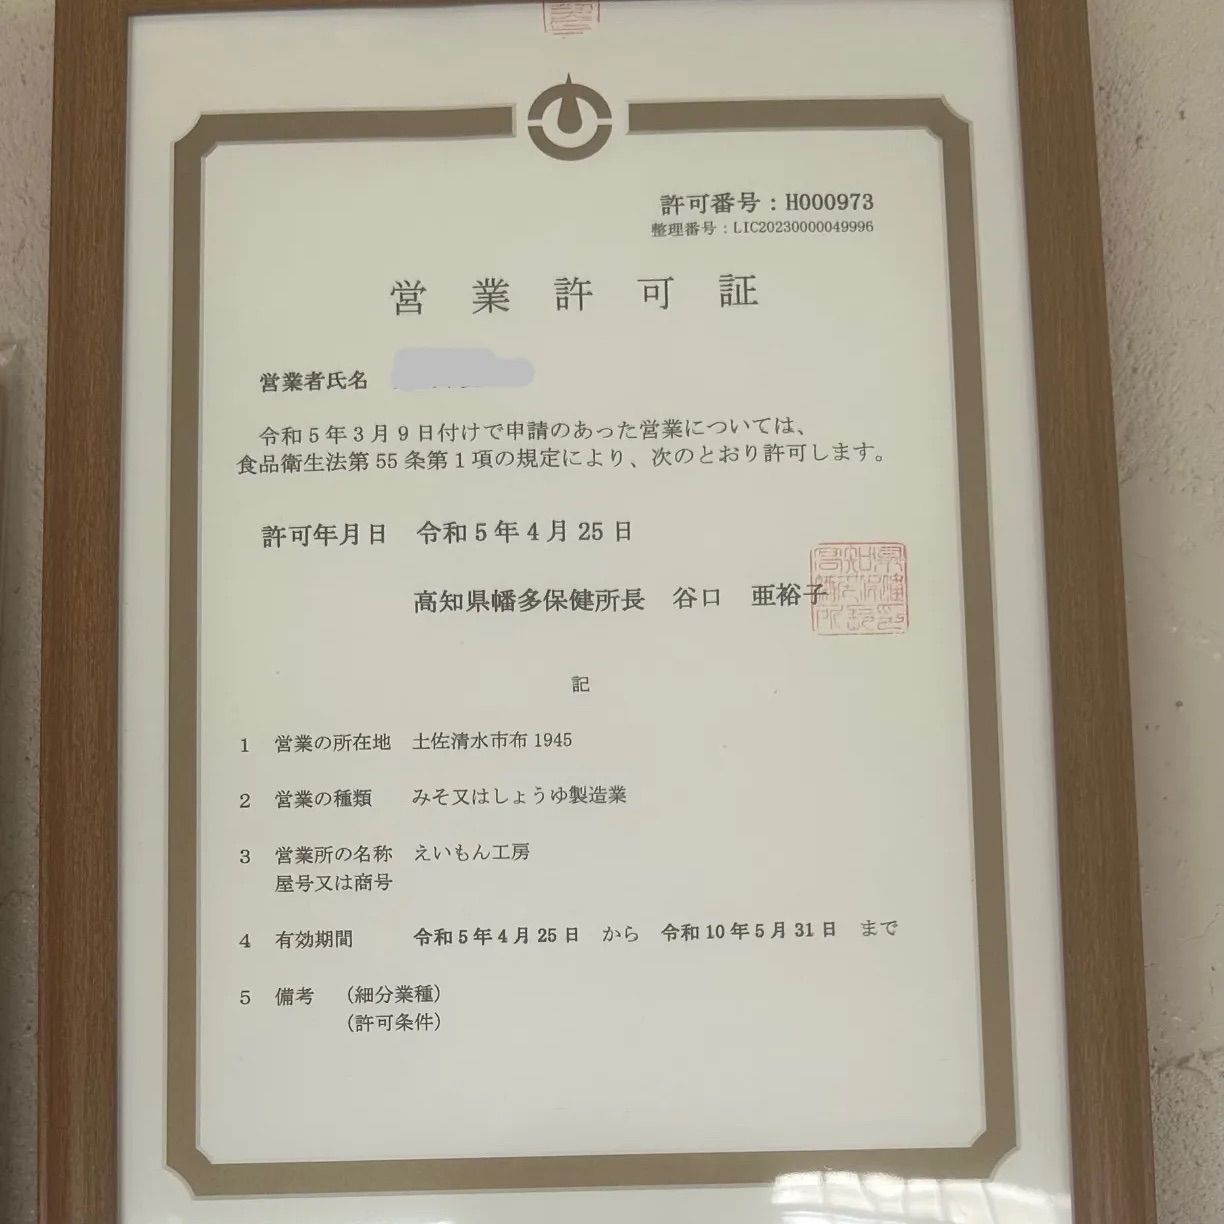 許可番号：H000973
整理番号：LIC20230000049996
営業許可証
営業者氏名
令和5年3月9日付けで申請のあった営業については、
食品衛生法第55条第1項の規定により、次のとおり許可します。
許可年月日　令和5年4月25日
高知県幡多保健所長　谷口　亜裕子
記
1　営業の所在地　土佐清水市布1945
2　営業の種類　みそ又はしょうゆ製造業
3　営業所の名称　えいもん工房
屋号又は商号
4　有効期間　令和5年4月25日　から　令和10年5月31日　まで
5　備考　（細分業種）
（許可条件）